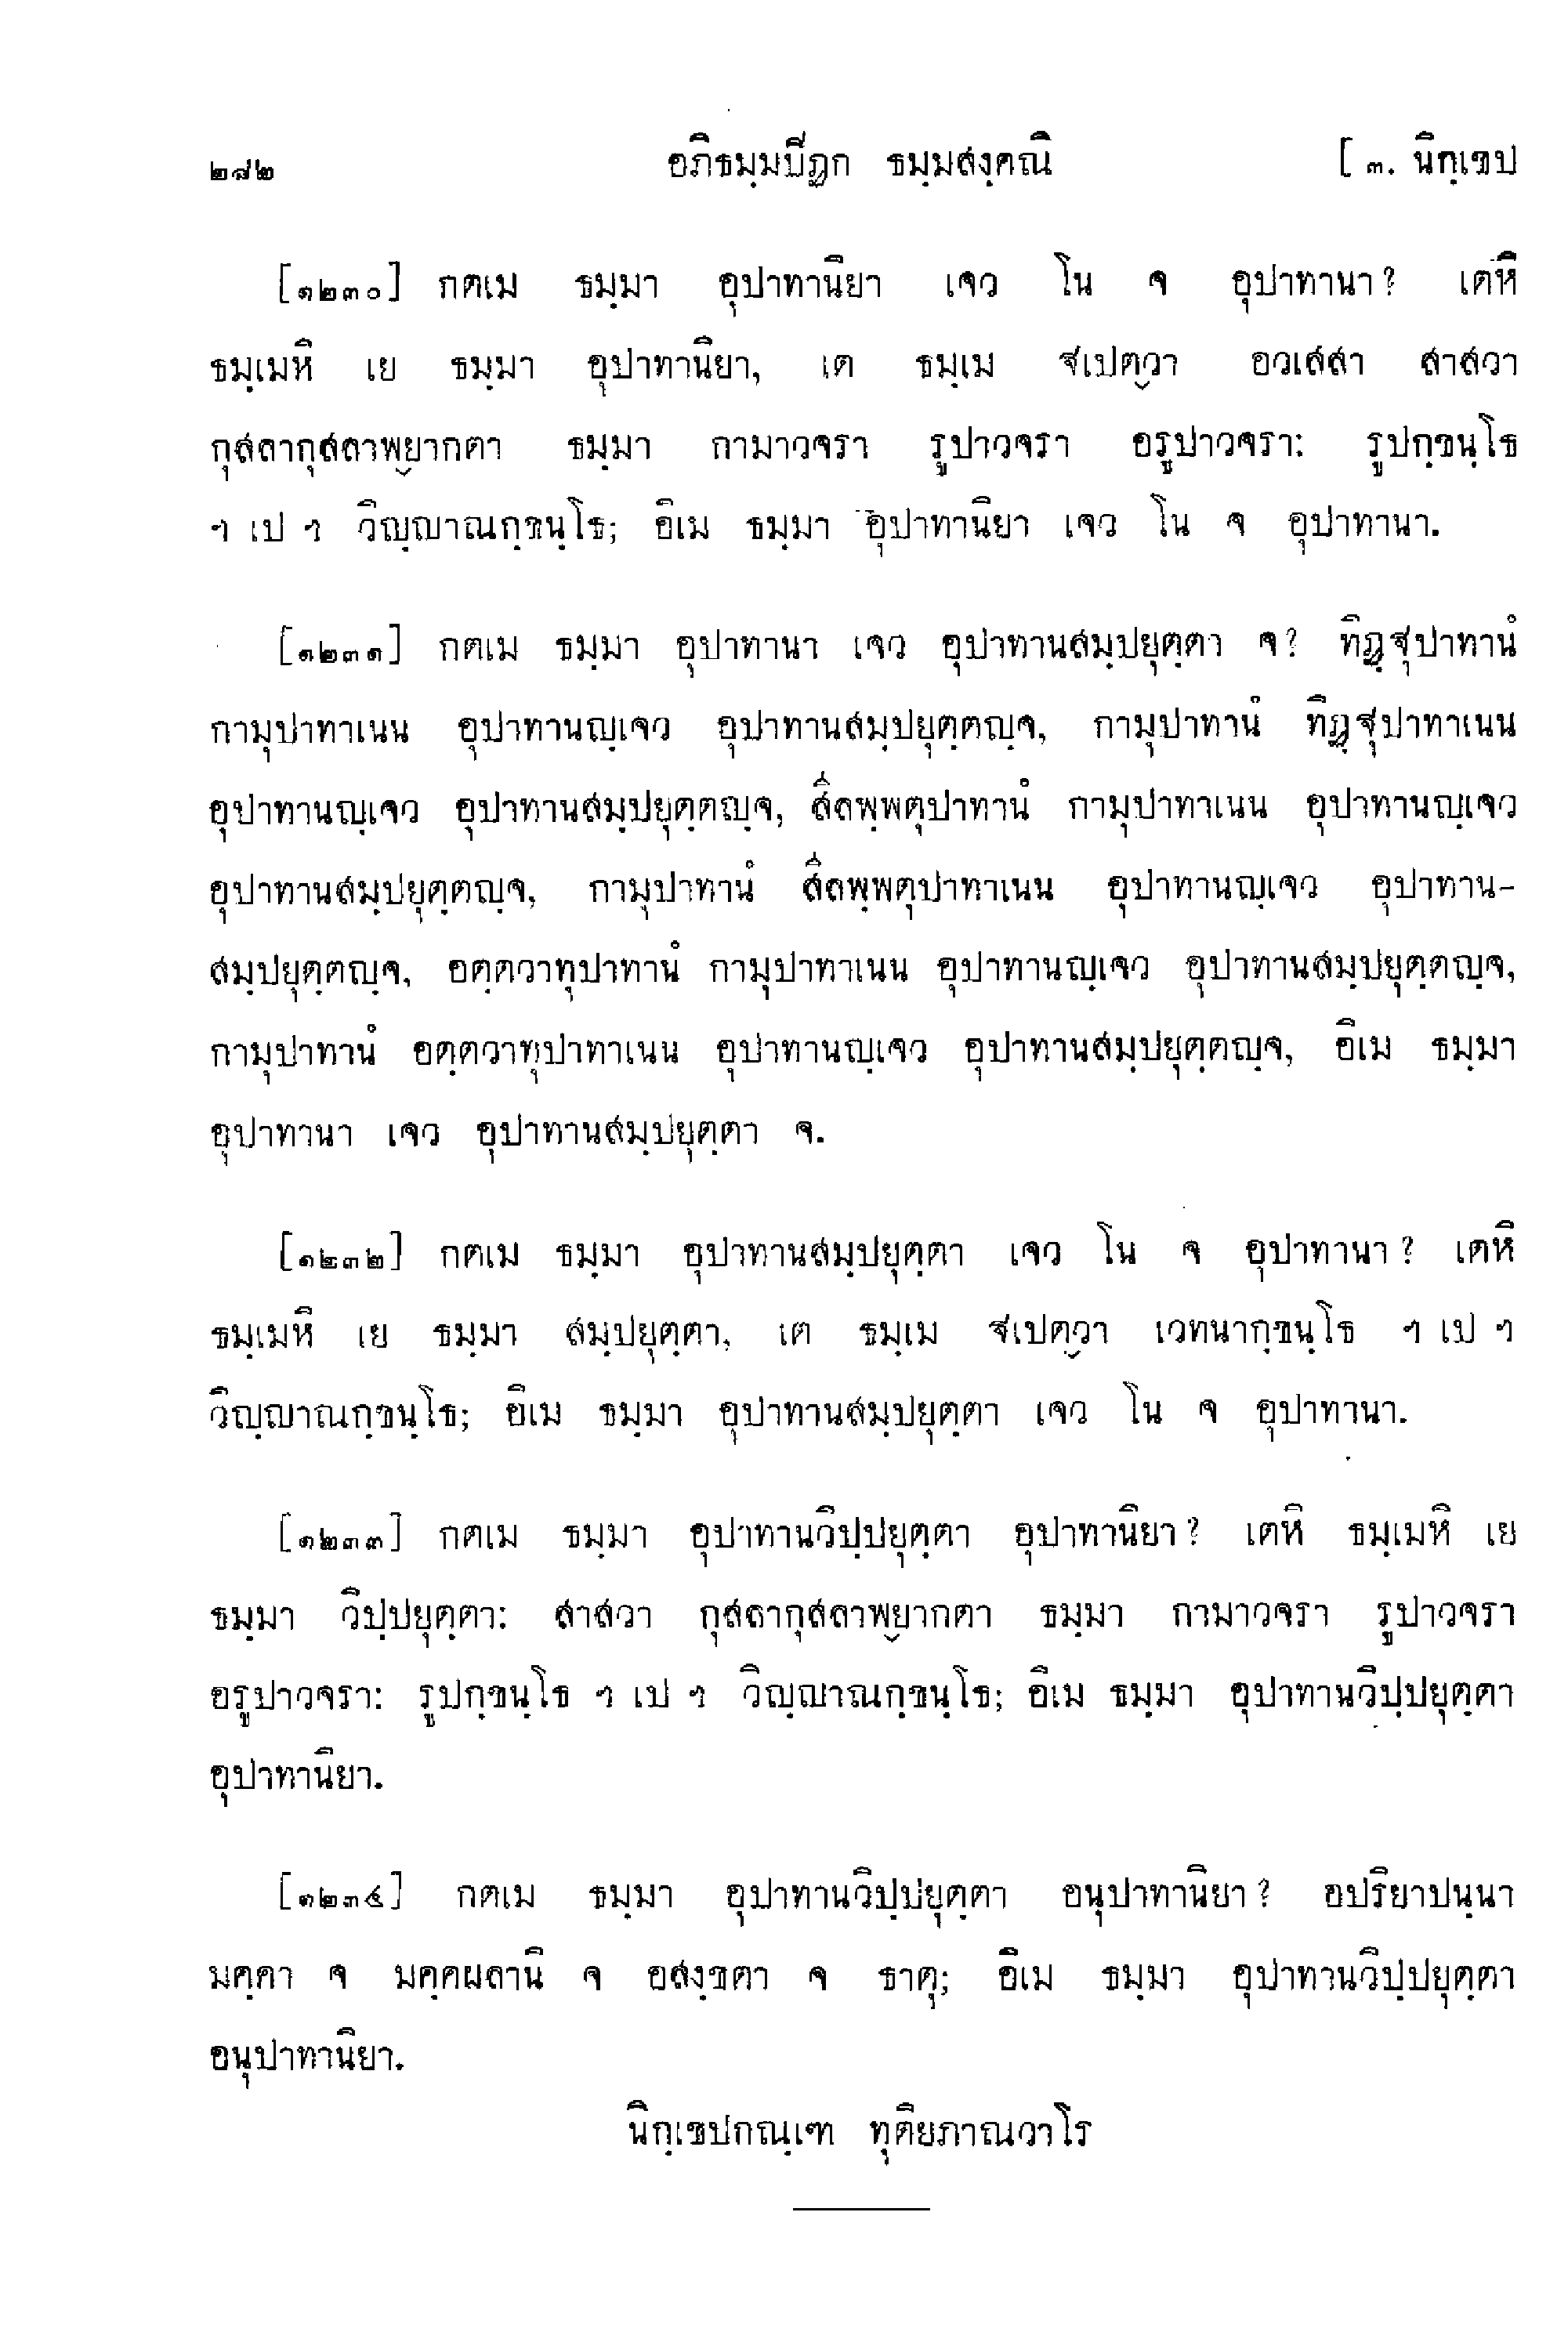 ๒๘๒ อภิธมฺมปิฏก ธมฺมสงฺคณิ [ ๓. นิกฺเขป
[๑๒๓๐] กตเม ธมฺมา อุปาทานิยา เจว โน จ อุปาทานา? เตหิ
ธมฺเมหิ เย ธมฺมา อุปาทานิยา, เต ธมฺเม ฐเปตฺวา อวเสสา สาสวา
กุสลากุสลาพฺยากตา ธมฺมา กามาวจรา รูปาวจรา อรูปาวจรา: รูปกฺขนฺโธ
ฯ เป ฯ วิญฺญาณกฺขนฺโธ; อิเม ธมฺมา อุปาทานิยา เจว โน จ อุปาทานา.
[๑๒๓๑] กตเม ธมฺมา อุปาทานา เจว อุปาทานสมฺปยุตฺตา จ? ทิฏฺฐุปาทานํ
กามุปาทาเนน อุปาทานญฺเจว อุปาทานสมฺปยุตฺตญฺจ, กามุปาทานํ ทิฏฺฐุปาทาเนน
อุปาทานญฺเจว อุปาทานสมฺปยุตฺตญฺจ, สีลพฺพตุปาทานํ กามุปาทาเนน อุปาทานญฺเจว
อุปาทานสมฺปยุตฺตญฺจ, กามุปาทานํ สีลพฺพตุปาทาเนน อุปาทานญฺเจว อุปาทาน-
สมฺปยุตฺตญฺจ, อตฺตวาทุปาทานํ กามุปาทาเนน อุปาทานญฺเจว อุปาทานสมฺปยุตฺตญฺจ,
กามุปาทานํ อตฺตวาทุปาทาเนน อุปาทานญฺเจว อุปาทานสมฺปยุตฺตญฺจ, อิเม ธมฺมา
อุปาทานา เจว อุปาทานสมฺปยุตฺตา จ.
[๑๒๓๒] กตเม ธมฺมา อุปาทานสมฺปยุตฺตา เจว โน จ อุปาทานา? เตหิ
ธมฺเมหิ เย ธมฺมา สมฺปยุตฺตา, เต ธมฺเม ฐเปตฺวา เวทนากฺขนฺโธ ฯ เป ฯ
วิญฺญาณกฺขนฺโธ; อิเม ธมฺมา อุปาทานสมฺปยุตฺตา เจว โน จ อุปาทานา.
[๑๒๓๓] กตเม ธมฺมา อุปาทานวิปฺปยุตฺตา อุปาทานิยา? เตหิ ธมฺเมหิ เย
ธมฺมา วิปฺปยุตฺตา: สาสวา กุสลากุสลาพฺยากตา ธมฺมา กามาวจรา รูปาวจรา
อรูปาวจรา: รูปกฺขนฺโธ ฯ เป ฯ วิญฺญาณกฺขนฺโธ; อิเม ธมฺมา อุปาทานวิปฺปยุตฺตา
อุปาทานิยา.
[๑๒๓๔] กตเม ธมฺมา อุปาทานวิปฺปยุตฺตา อนุปาทานิยา? อปริยาปนฺนา
มคฺคา จ มคฺคผลานิ จ อสงฺขตา จ ธาตุ; อิเม ธมฺมา อุปาทานวิปฺปยุตฺตา
อนุปาทานิยา.
นิกฺเขปกณฺเฑ ทุติยภาณวาโร